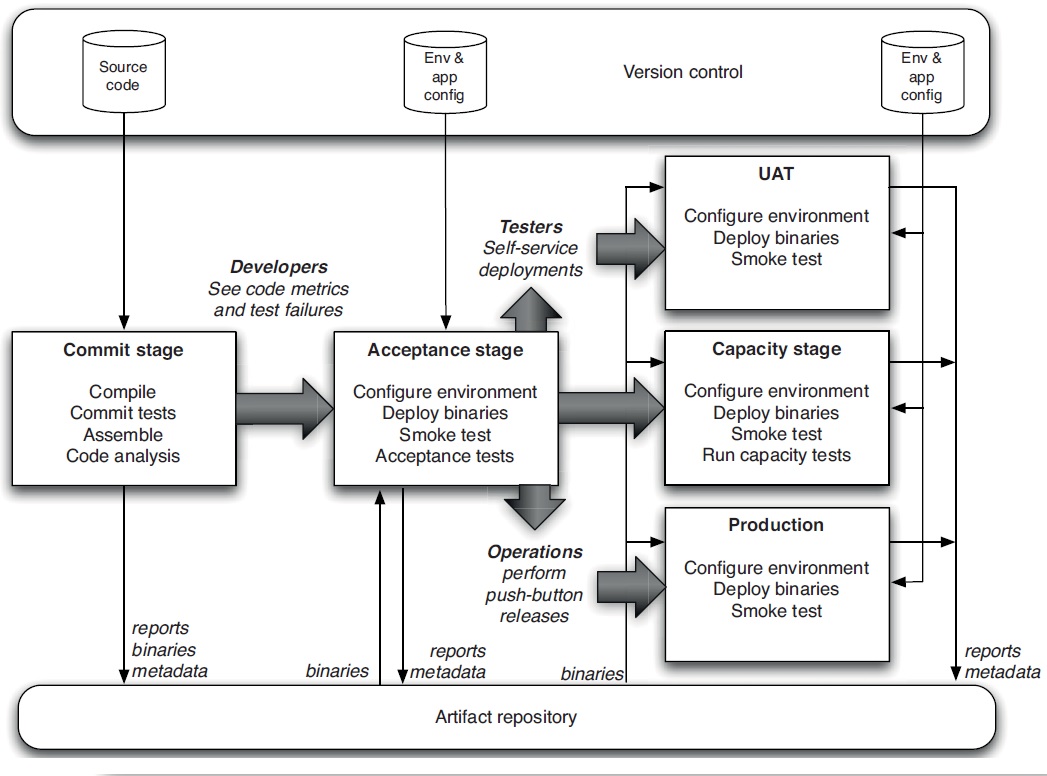 Source
code
Env &
app
config
Version control
Env &
app
config
Developers
See code metrics
and test failures
Testers
Self-service
deployments
UAT
Configure environment
Deploy binaries
Smoke test
Commit stage
Compile
Commit tests
Assemble
Code analysis
Acceptance stage
Configure environment
Deploy binaries
Smoke test
Acceptance tests
Capacity stage
Configure environment
Deploy binaries
Smoke test
Run capacity tests
Operations
perform
push-button
releases
Production
Configure environment
Deploy binaries
Smoke test
reports
binaries
metadata
binaries
reports
metadata
binaries
reports
metadata
Artifact repository